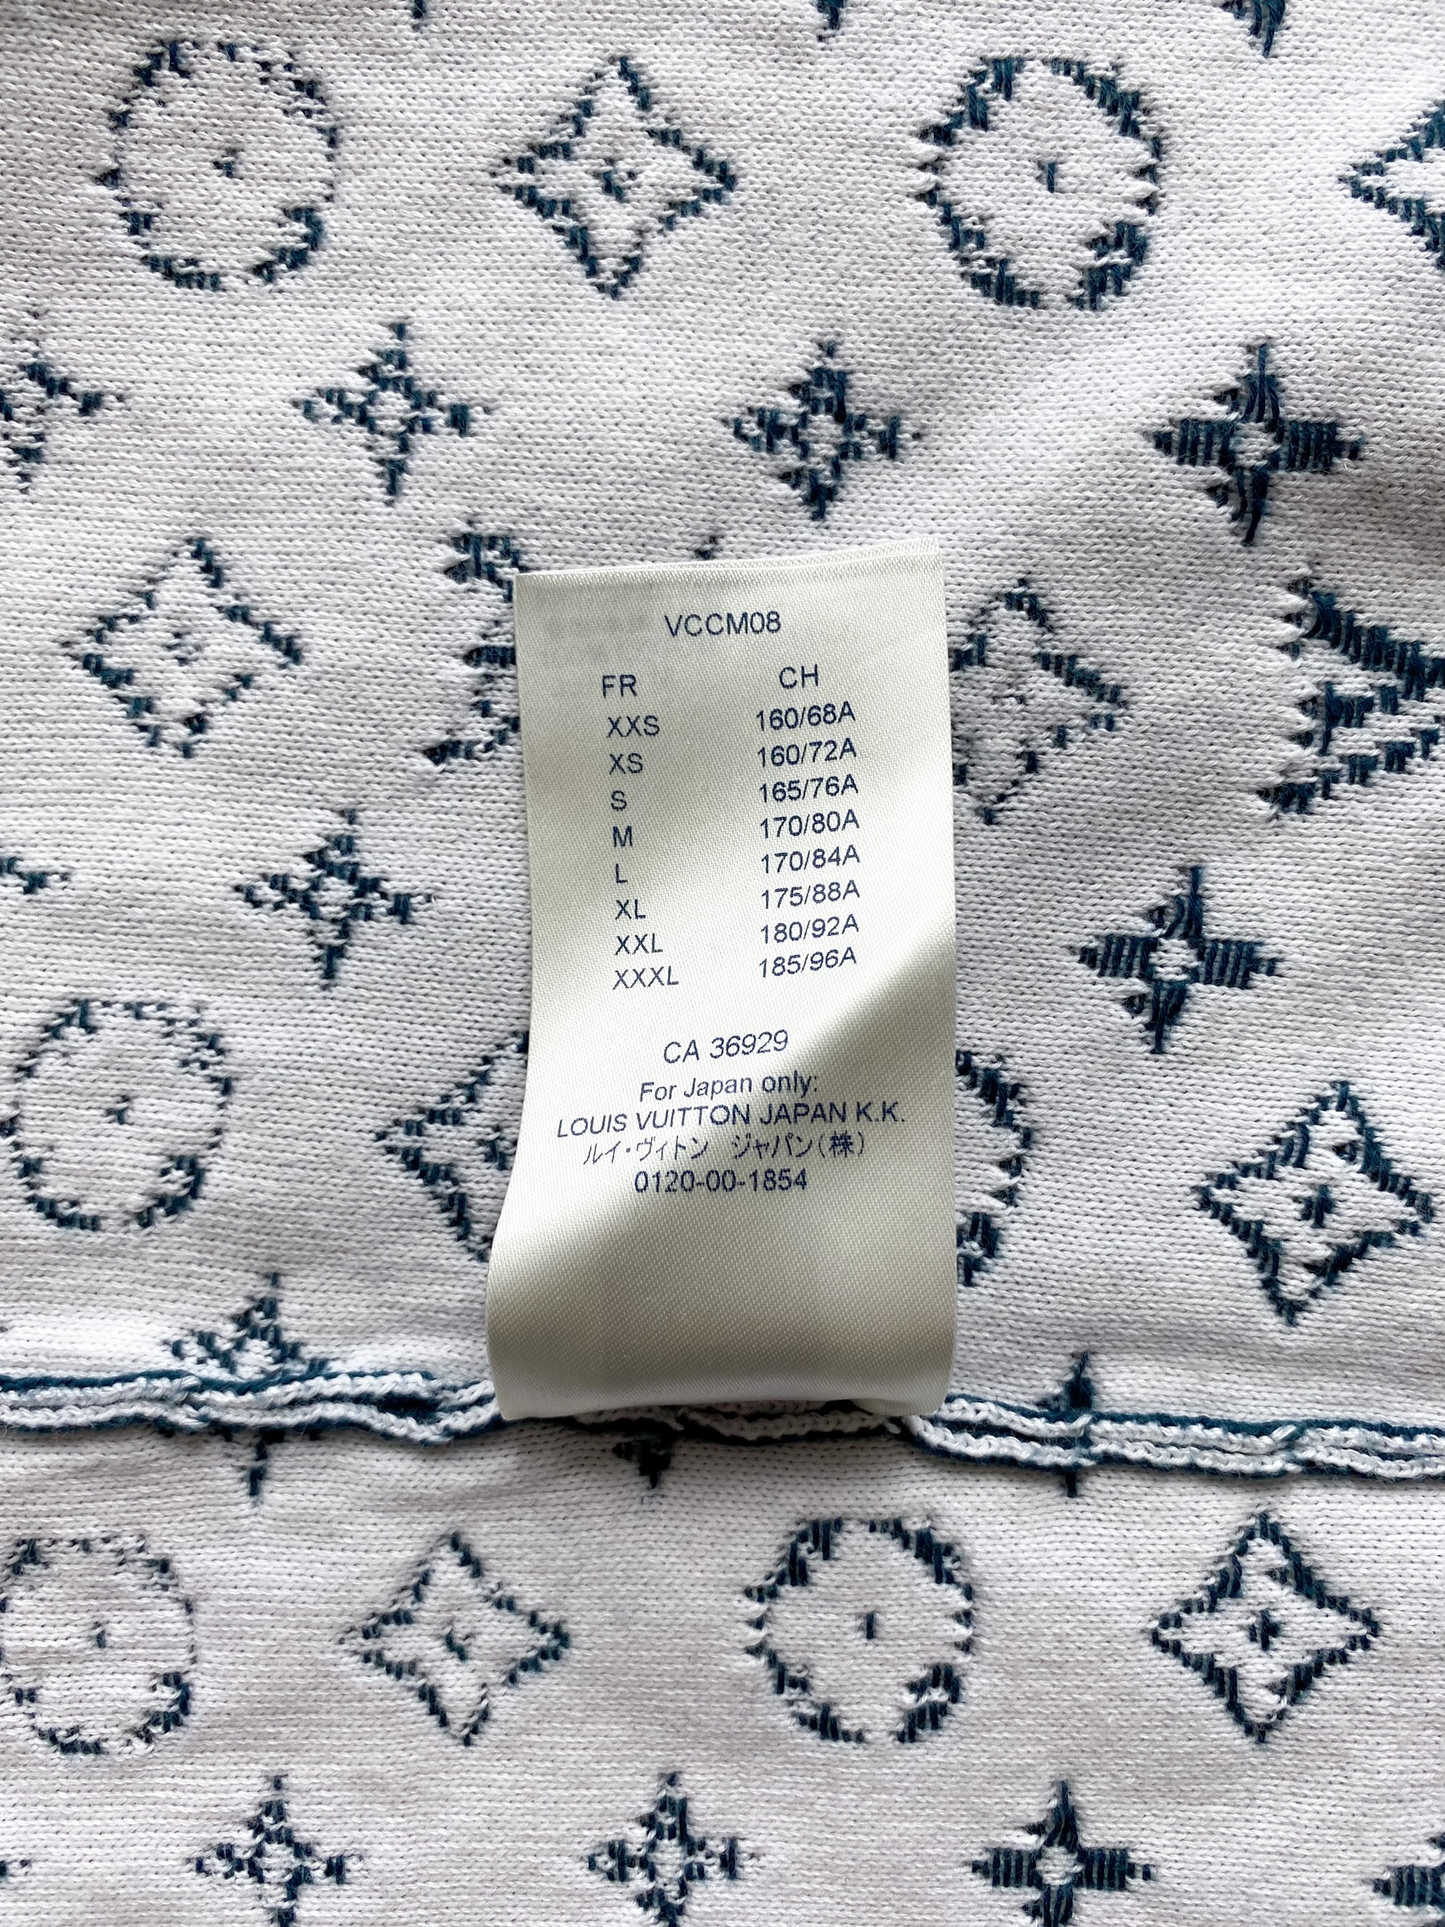 VCCM08
FR CH
XXS 160/68A
XS 160/72A
S 165/76A
M 170/80A
L 170/84A
XL 175/88A
XXL 180/92A
XXXL 185/96A
CA 36929
For Japan only:
LOUIS VUITTON JAPAN K.K.
ルイ・ヴィトン ジャパン(株)
0120-00-1854